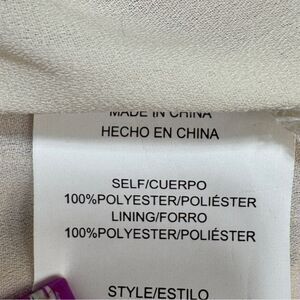 MADE IN CHINA
HECHO EN CHINA
SELF/CUERPO
100%POLYESTER/POLIÉSTER
LINING/FORRO
100%POLYESTER/POLIÉSTER
STYLE/ESTILO